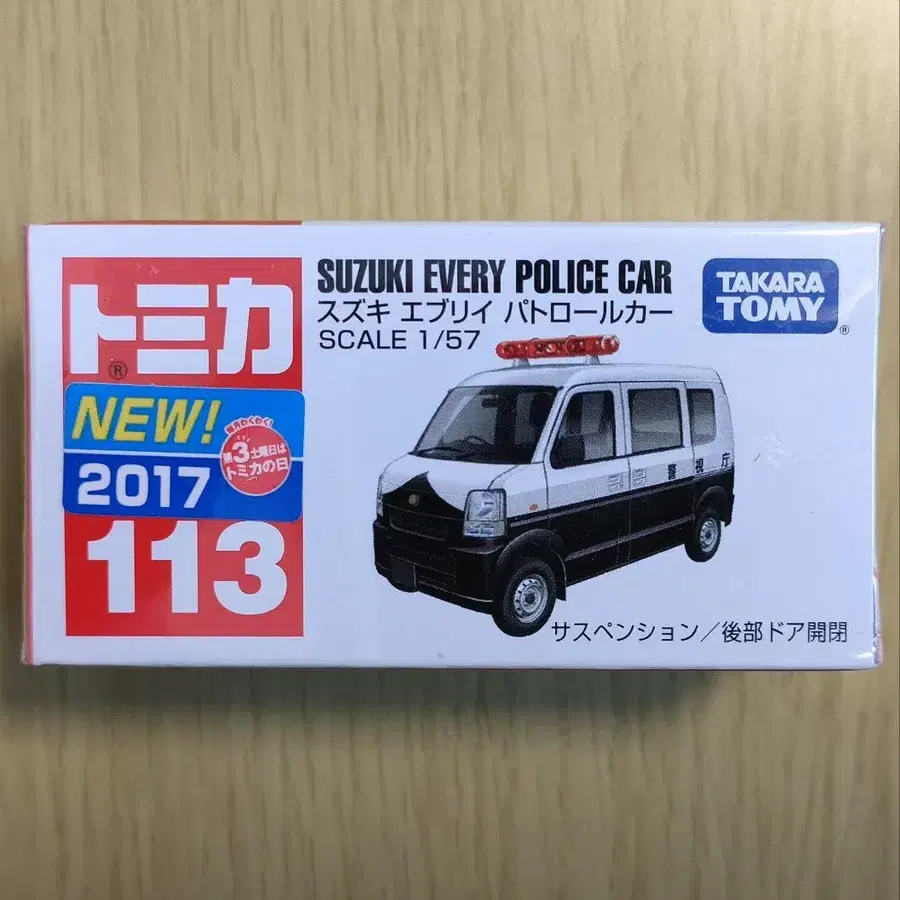 トミカ
®
NEW!
毎月わくわく!
第3土曜日は
トミカの日
2017
113
SUZUKI EVERY POLICE CAR
スズキ エブリイ パトロールカー
SCALE 1/57
TAKARA
TOMY
®
警視庁
サスペンション/後部ドア開閉